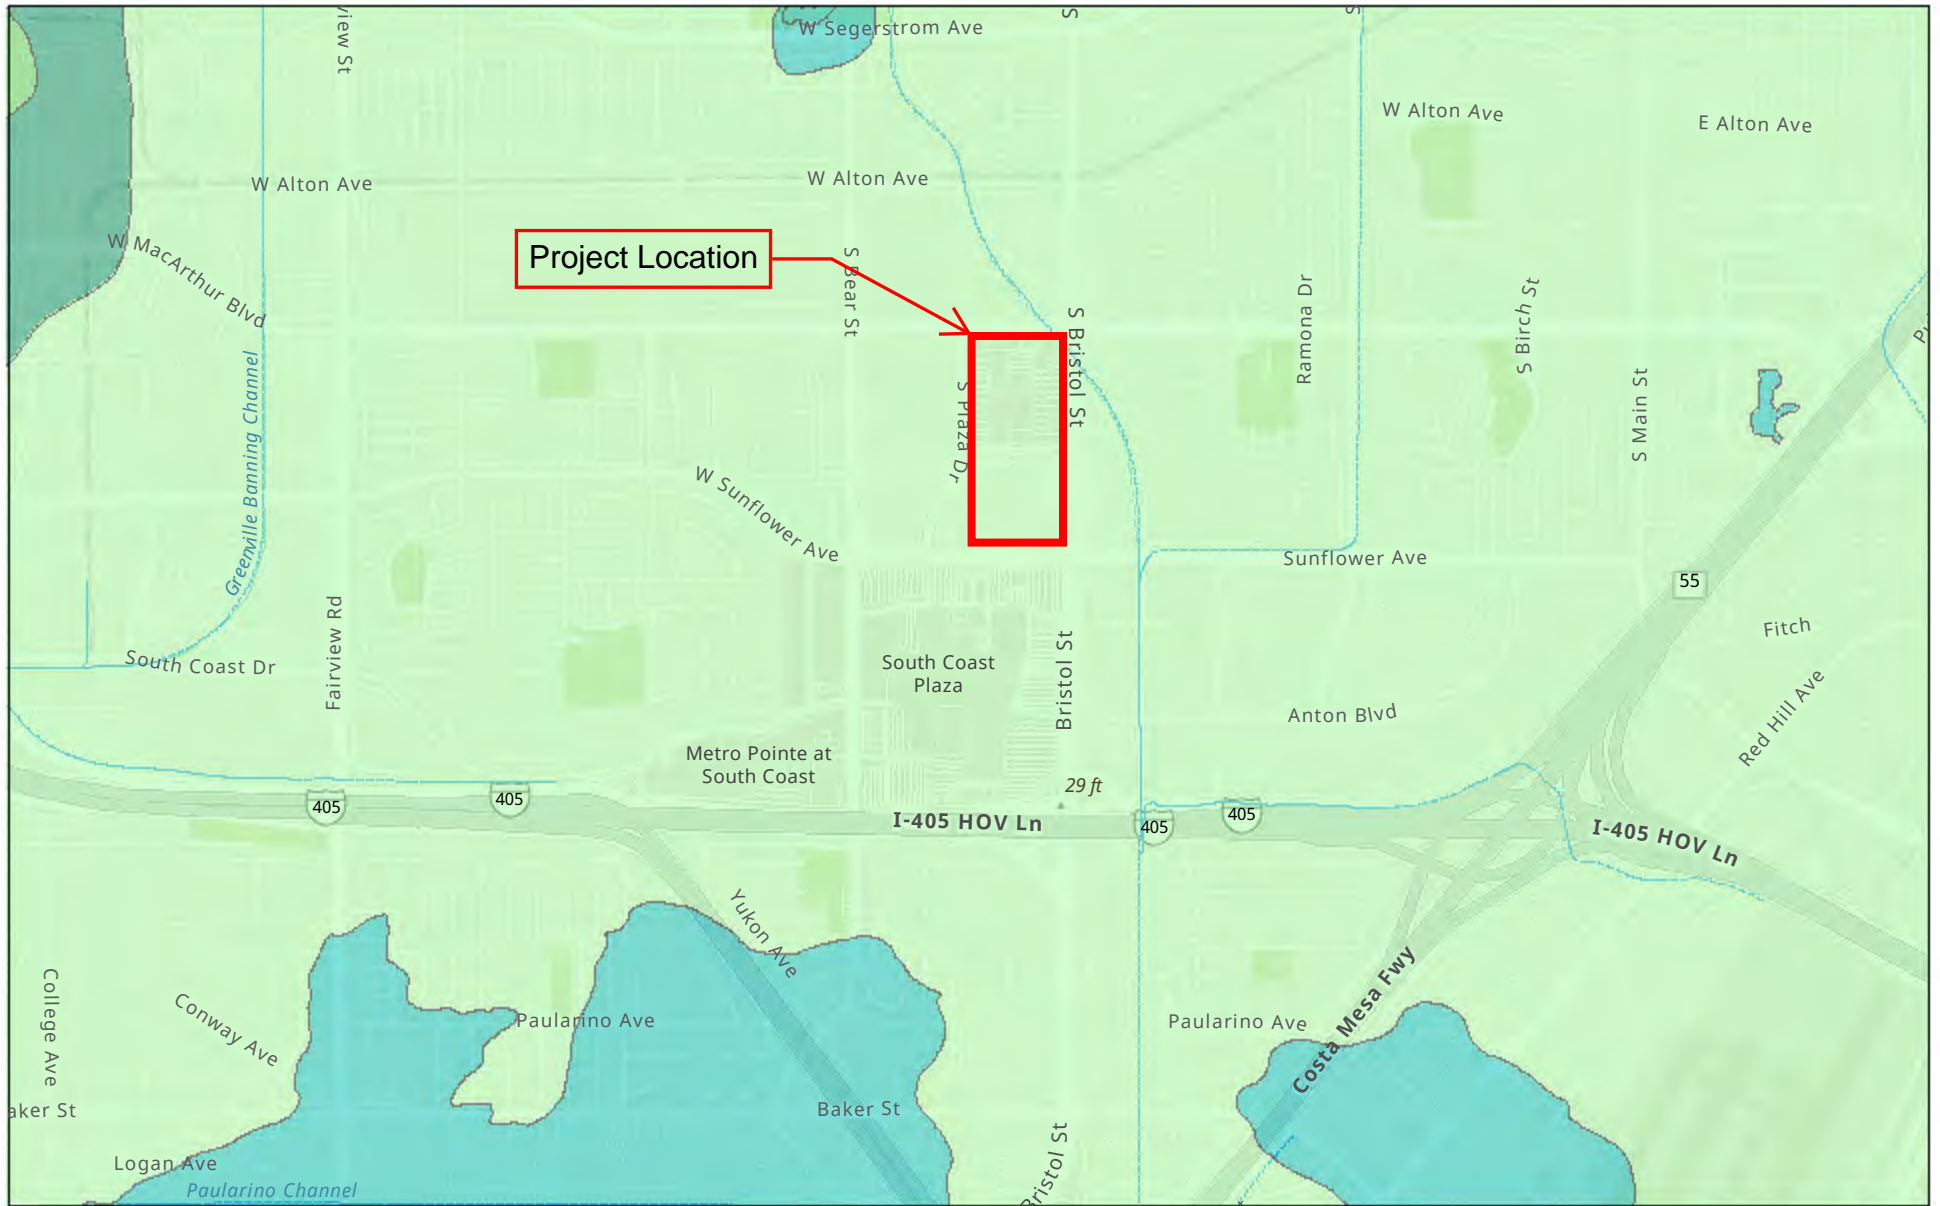 view St
W Segerstrom Ave
S
S
W Alton Ave
E Alton Ave
W Alton Ave
W Alton Ave
W MacArthur Blvd
Project Location
S Bear St
S Bristol St
Ramona Dr
S Birch St
S Main St
Greenville Banning Channel
S Plaza Dr
W Sunflower Ave
Sunflower Ave
55
Fitch
South Coast Dr
Fairview Rd
South Coast
Plaza
Bristol St
Anton Blvd
Red Hill Ave
Metro Pointe at
South Coast
29 ft
405
405
I-405 HOV Ln
405
405
I-405 HOV Ln
Yukon Ave
College Ave
Conway Ave
Paularino Ave
Paularino Ave
Costa Mesa Fwy
aker St
Baker St
Bristol St
Logan Ave
Paularino Channel